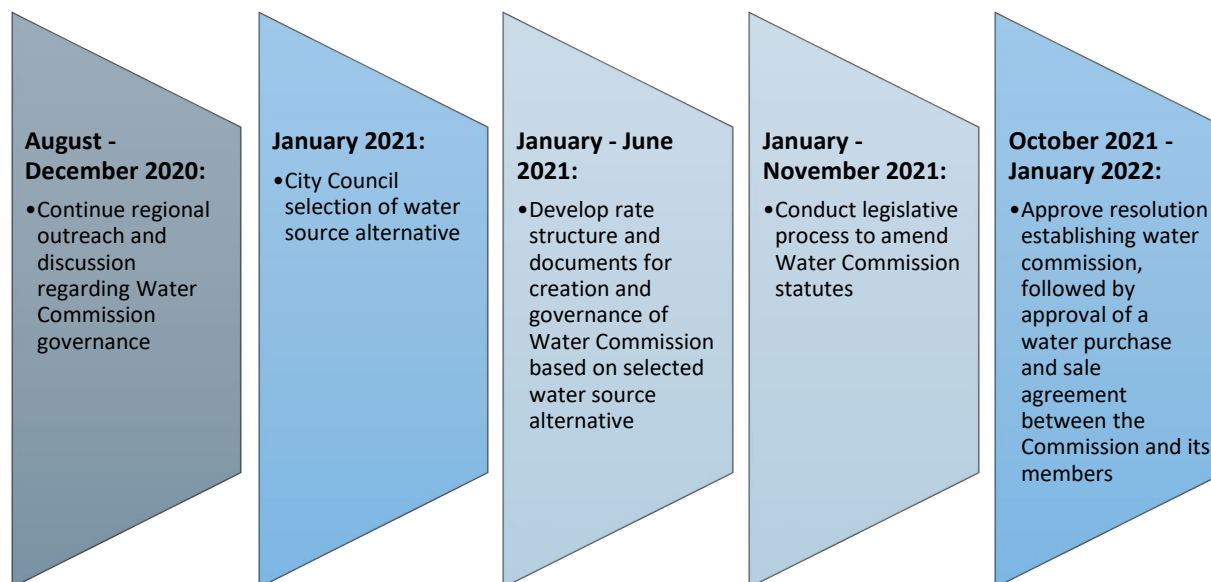 August -
December 2020:
•Continue regional
outreach and
discussion
regarding Water
Commission
governance
January 2021:
•City Council
selection of water
source alternative
January - June
2021:
•Develop rate
structure and
documents for
creation and
governance of
Water Commission
based on selected
water source
alternative
January -
November 2021:
•Conduct legislative
process to amend
Water Commission
statutes
October 2021 -
January 2022:
•Approve resolution
establishing water
commission,
followed by
approval of a
water purchase
and sale
agreement
between the
Commission and its
members